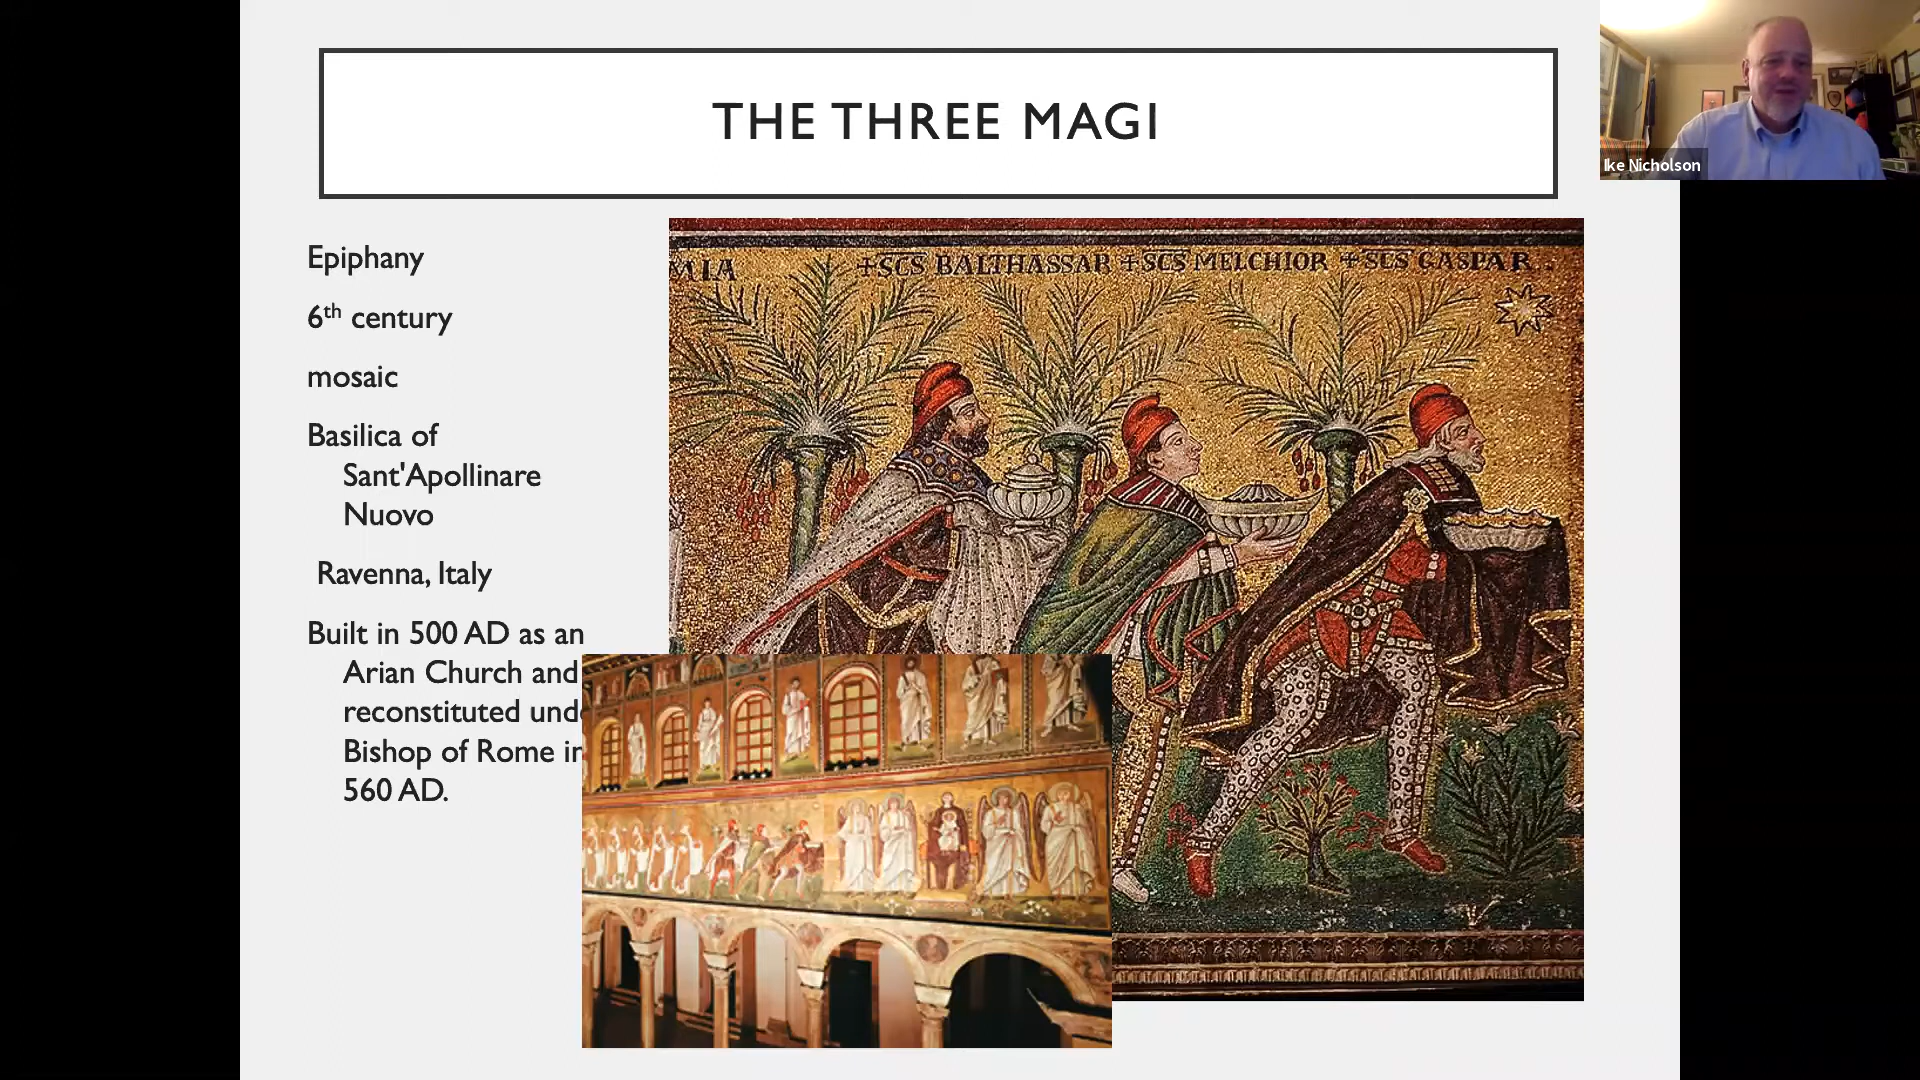 THE THREE MAGI
Ike Nicholson
Epiphany
6th century
mosaic
Basilica of
Sant'Apollinare
Nuovo
Ravenna, Italy
Built in 500 AD as an
Arian Church and
reconstituted und
Bishop of Rome in
560 AD.
MIA +SCS BALTHASSAR +SCS MELCHIOR +SCS GASPAR.